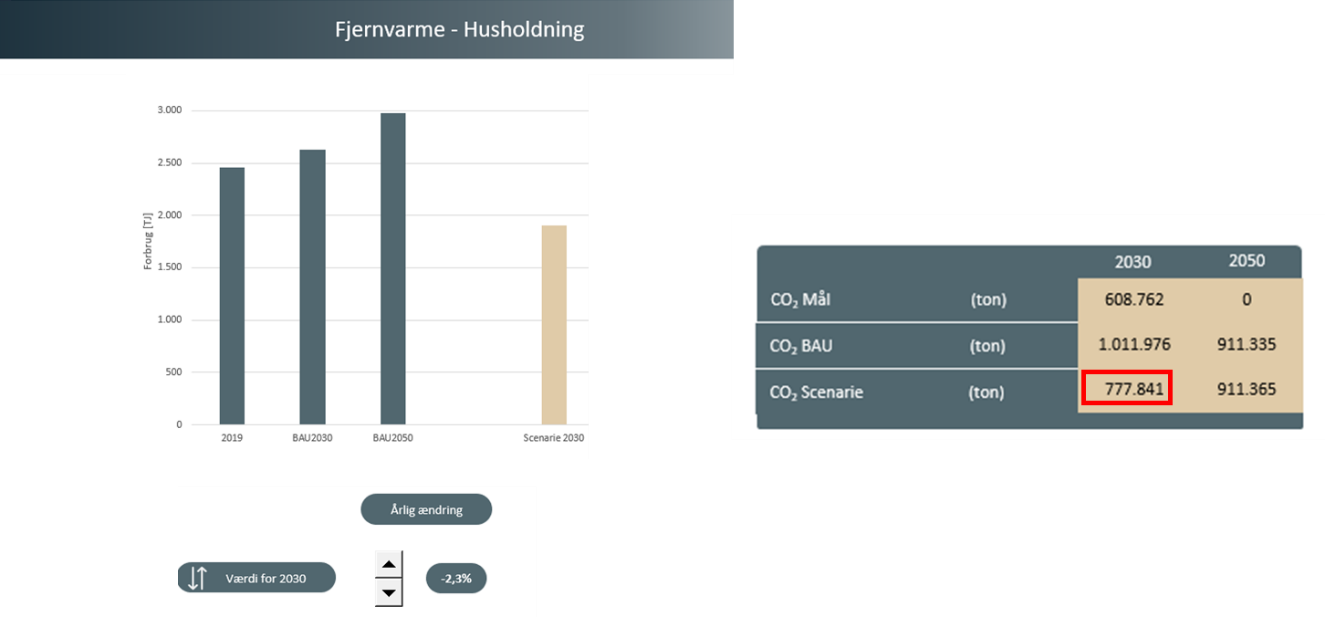 Fjernvarme - Husholdning
3.000
2.500
2.000
1.500
1.000
500
0
Forbrug [TJ]
2019 BAU2030 BAU2050 Scenarie 2030
Årlig ændring
Værdi for 2030 -2,3%
2030 2050
CO₂ Mål (ton) 608.762 0
CO₂ BAU (ton) 1.011.976 911.335
CO₂ Scenarie (ton) 777.841 911.365